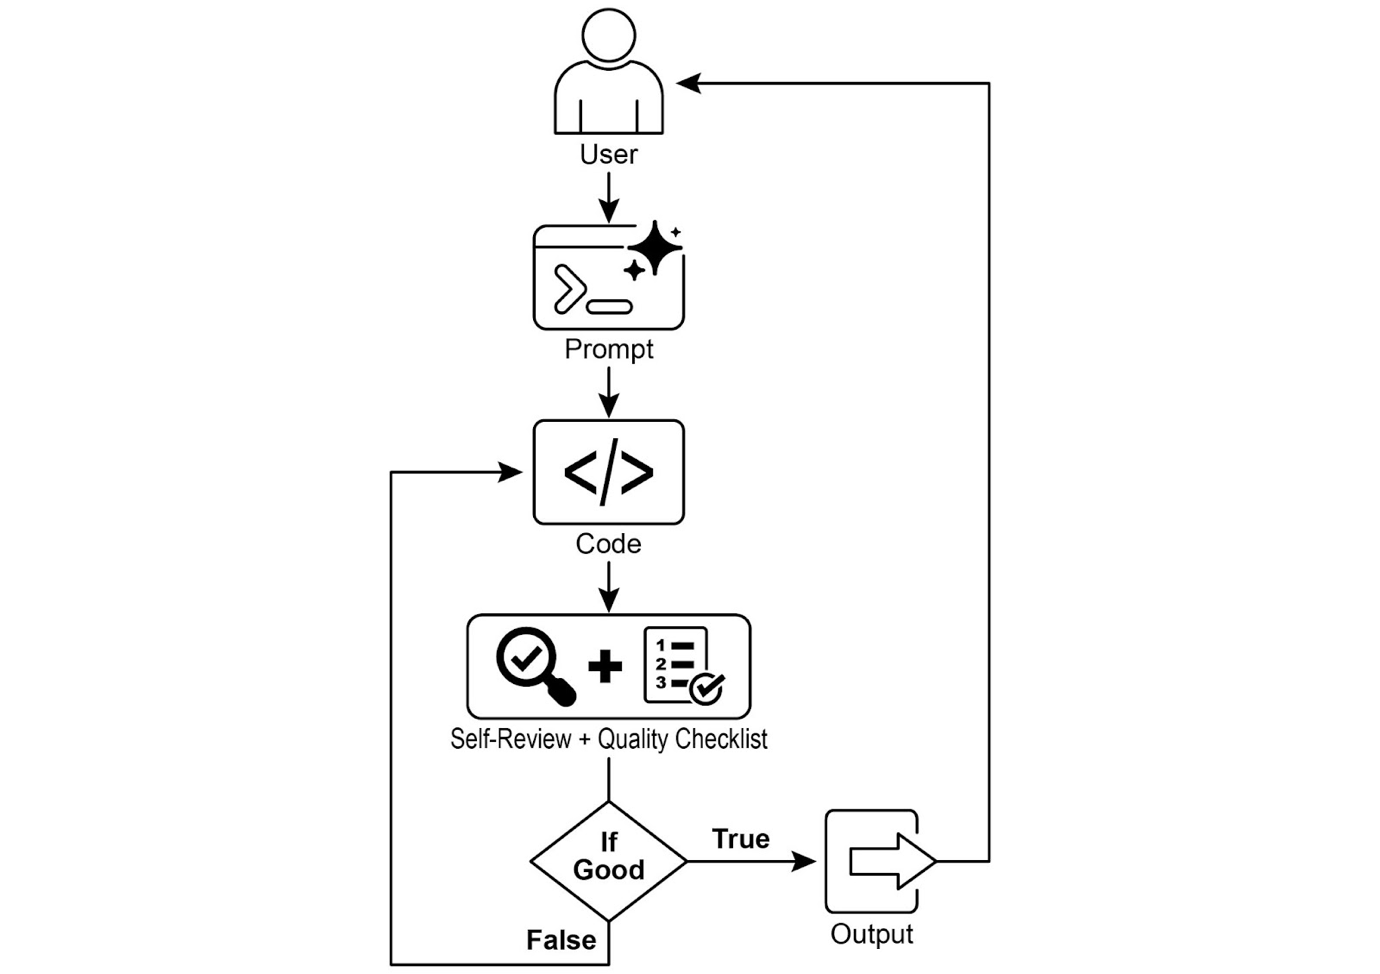 User
Prompt
</>
Code
1
2
3
Self-Review + Quality Checklist
If
Good
True
False
Output